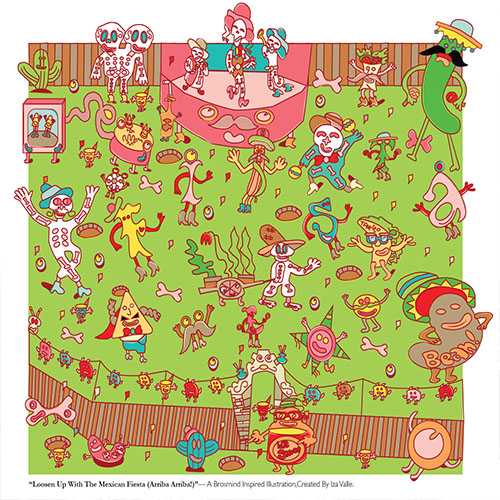 “Loosen Up With The Mexican Fiesta (Arriba Arriba!)”— A Brosmind Inspired Illustration,Created By Iza Valle.